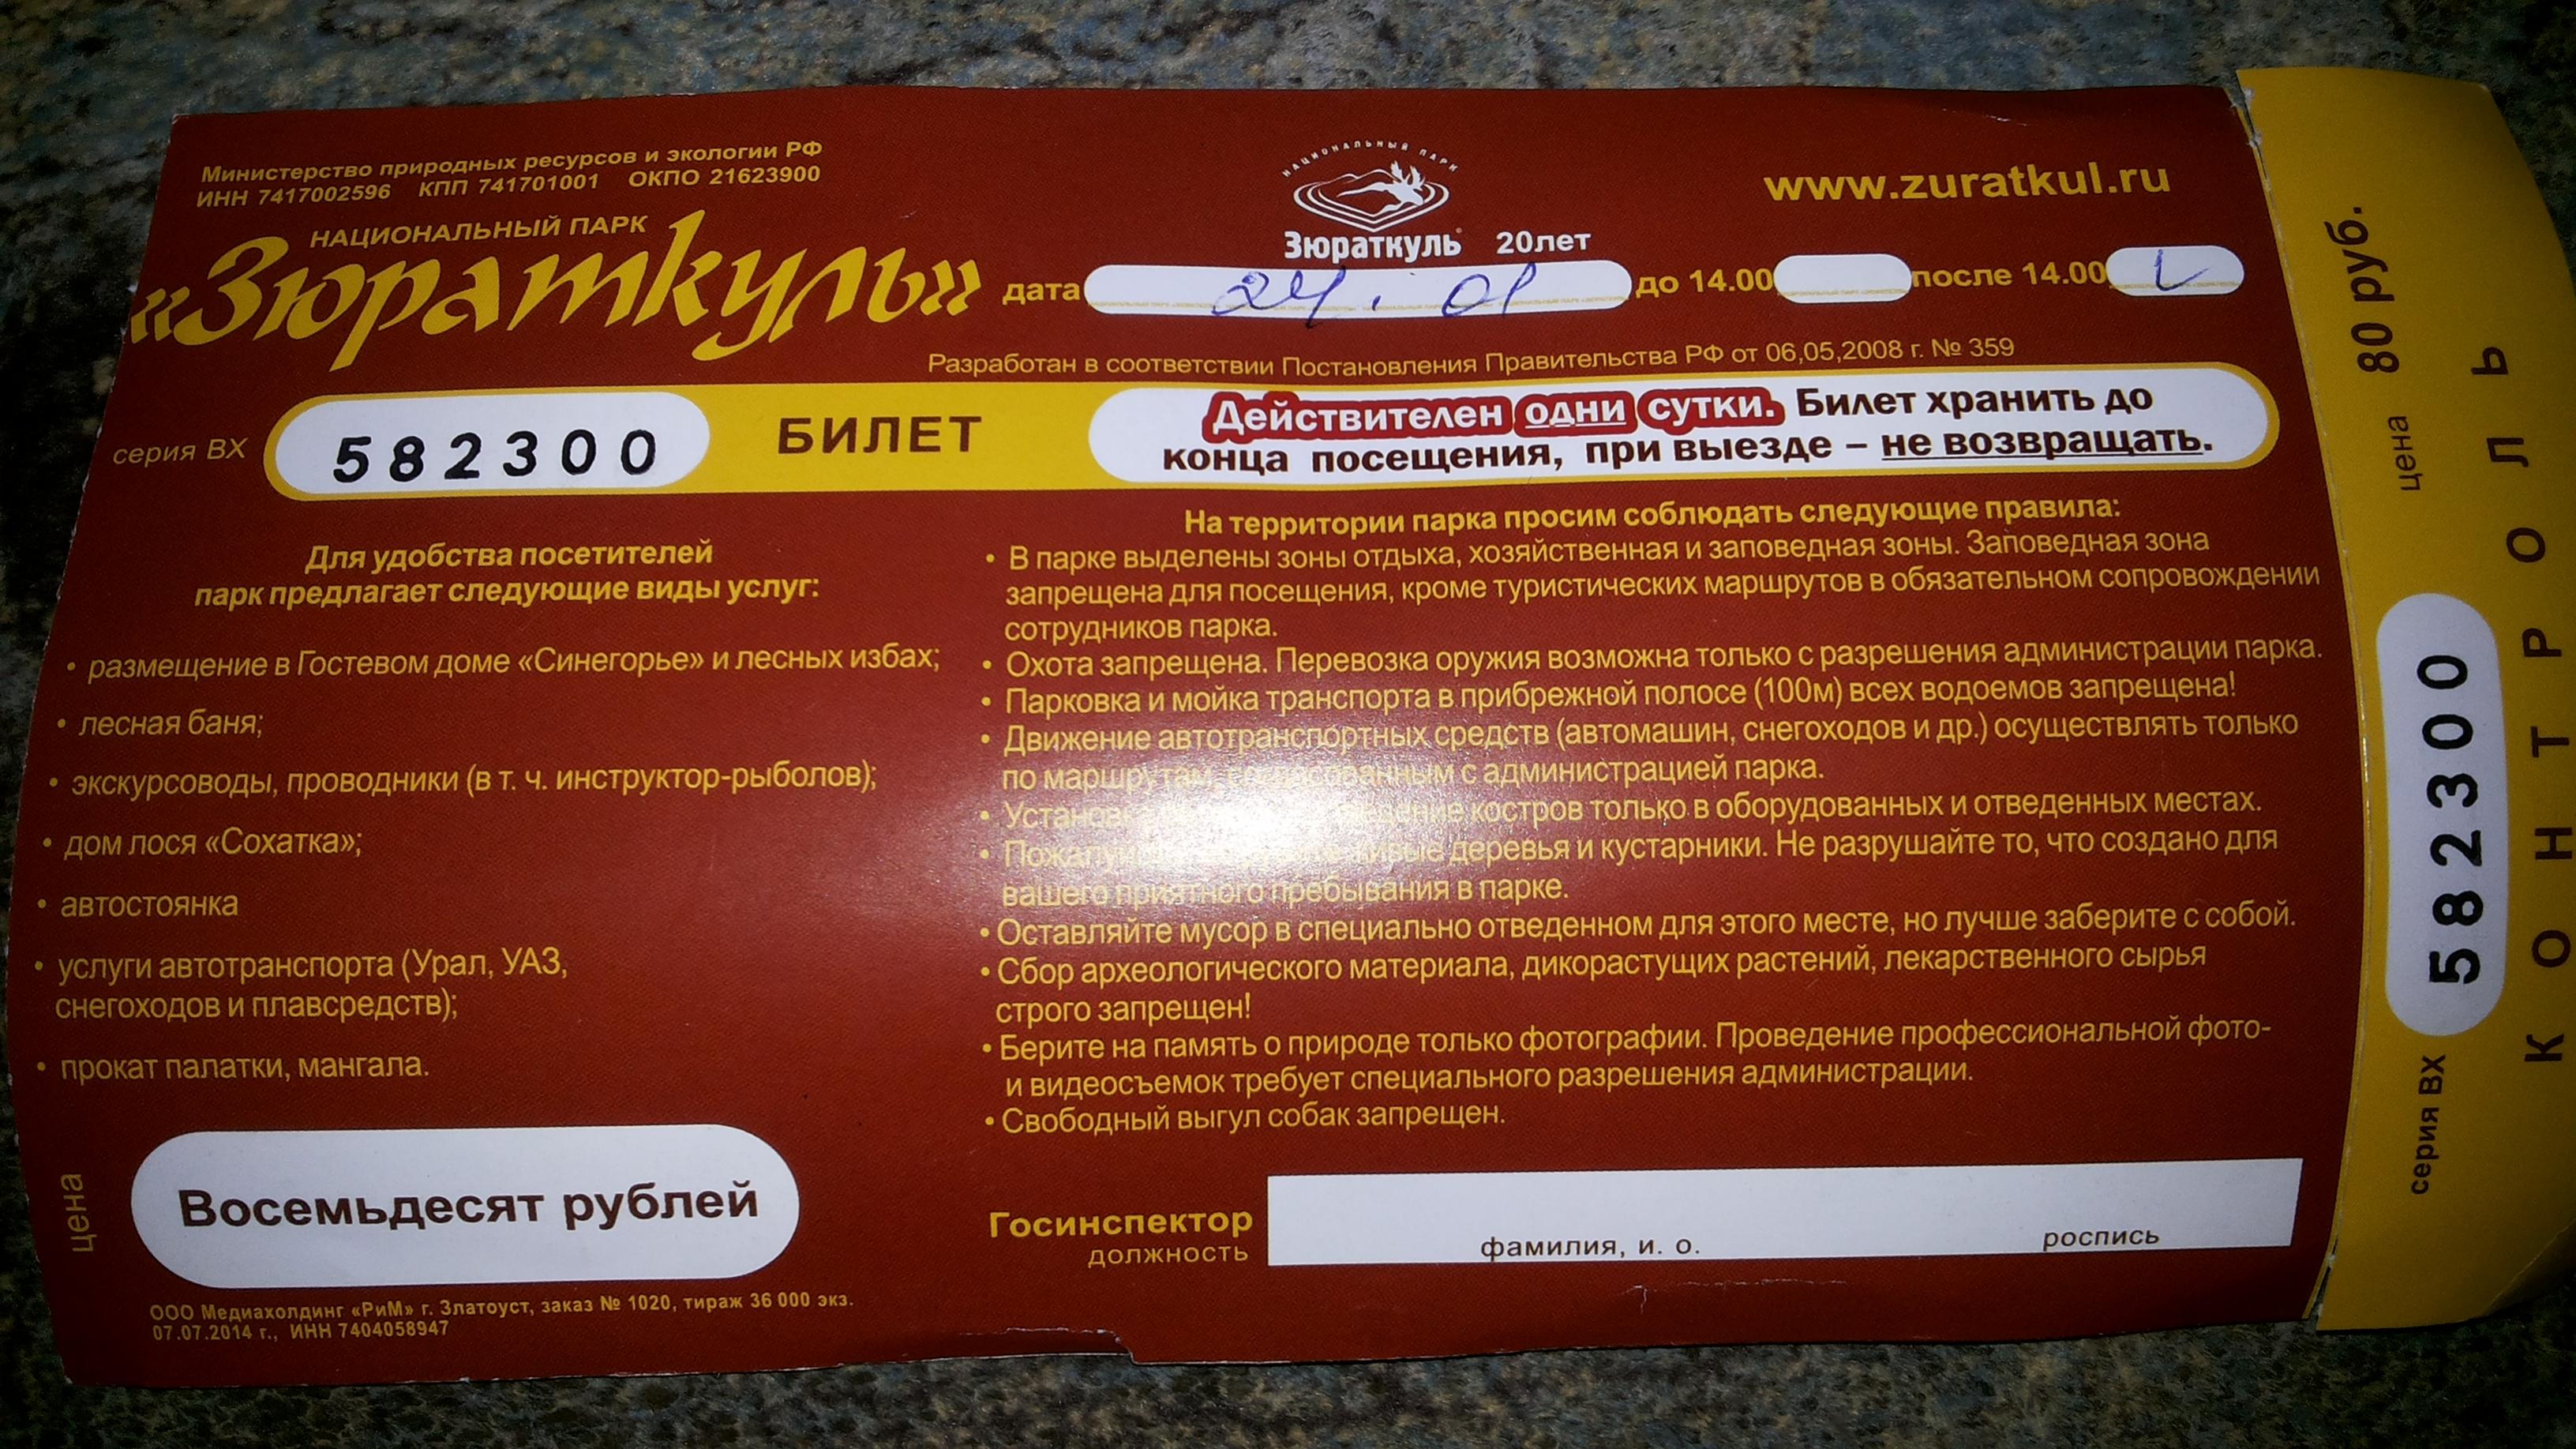 Министерство природных ресурсов и экологии РФ
ИНН 7417002596 КПП 741701001 ОКПО 21623900
НАЦИОНАЛЬНЫЙ ПАРК
«Зюраткуль»
НАЦИОНАЛЬНЫЙ ПАРК
Зюраткуль 20лет
www.zuratkul.ru
дата 24. 01 до 14.00 после 14.00 V
Разработан в соответствии Постановления Правительства РФ от 06,05,2008 г. № 359
серия ВХ 582300 БИЛЕТ
Действителен одни сутки. Билет хранить до
конца посещения, при выезде – не возвращать.
Для удобства посетителей
парк предлагает следующие виды услуг:
• размещение в Гостевом доме «Синегорье» и лесных избах;
• лесная баня;
• экскурсоводы, проводники (в т. ч. инструктор-рыболов);
• дом лося «Сохатка»;
• автостоянка
• услуги автотранспорта (Урал, УАЗ,
снегоходов и плавсредств);
• прокат палатки, мангала.
цена Восемьдесят рублей
ООО Медиахолдинг «РиМ» г. Златоуст, заказ № 1020, тираж 36 000 экз.
07.07.2014 г., ИНН 7404058947
На территории парка просим соблюдать следующие правила:
• В парке выделены зоны отдыха, хозяйственная и заповедная зоны. Заповедная зона
запрещена для посещения, кроме туристических маршрутов в обязательном сопровождении
сотрудников парка.
• Охота запрещена. Перевозка оружия возможна только с разрешения администрации парка.
• Парковка и мойка транспорта в прибрежной полосе (100м) всех водоемов запрещена!
• Движение автотранспортных средств (автомашин, снегоходов и др.) осуществлять только
по маршрутам, с администрацией парка.
• костров только в оборудованных и отведенных местах.
• деревья и кустарники. Не разрушайте то, что создано для
вашего приятного пребывания в парке.
• Оставляйте мусор в специально отведенном для этого месте, но лучше заберите с собой.
• Сбор археологического материала, дикорастущих растений, лекарственного сырья
строго запрещен!
• Берите на память о природе только фотографии. Проведение профессиональной фото-
и видеосъемок требует специального разрешения администрации.
• Свободный выгул собак запрещен.
Госинспектор
должность
фамилия, и. о. роспись
серия ВХ 582300 цена 80 руб.
КОНТРОЛЬ